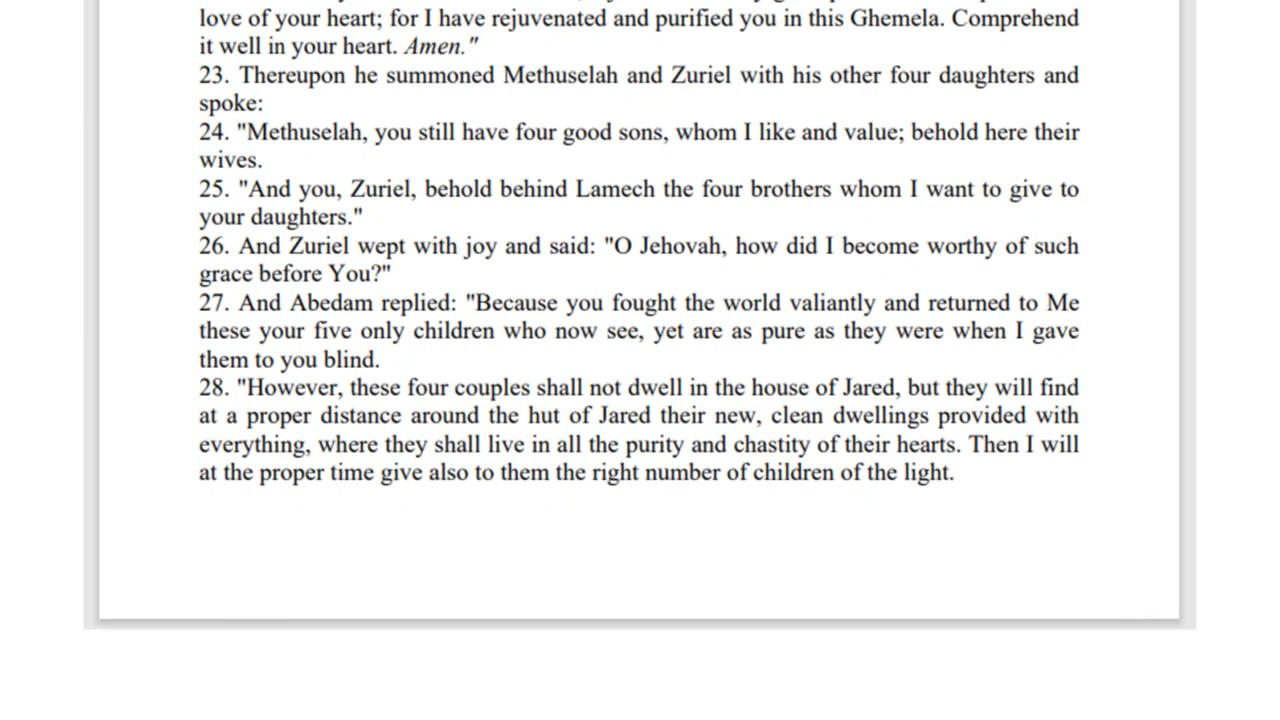 love of your heart; for I have rejuvenated and purified you in this Ghemela. Comprehend
it well in your heart. Amen."
23. Thereupon he summoned Methuselah and Zuriel with his other four daughters and
spoke:
24. "Methuselah, you still have four good sons, whom I like and value; behold here their
wives.
25. "And you, Zuriel, behold behind Lamech the four brothers whom I want to give to
your daughters."
26. And Zuriel wept with joy and said: "O Jehovah, how did I become worthy of such
grace before You?"
27. And Abedam replied: "Because you fought the world valiantly and returned to Me
these your five only children who now see, yet are as pure as they were when I gave
them to you blind.
28. "However, these four couples shall not dwell in the house of Jared, but they will find
at a proper distance around the hut of Jared their new, clean dwellings provided with
everything, where they shall live in all the purity and chastity of their hearts. Then I will
at the proper time give also to them the right number of children of the light.